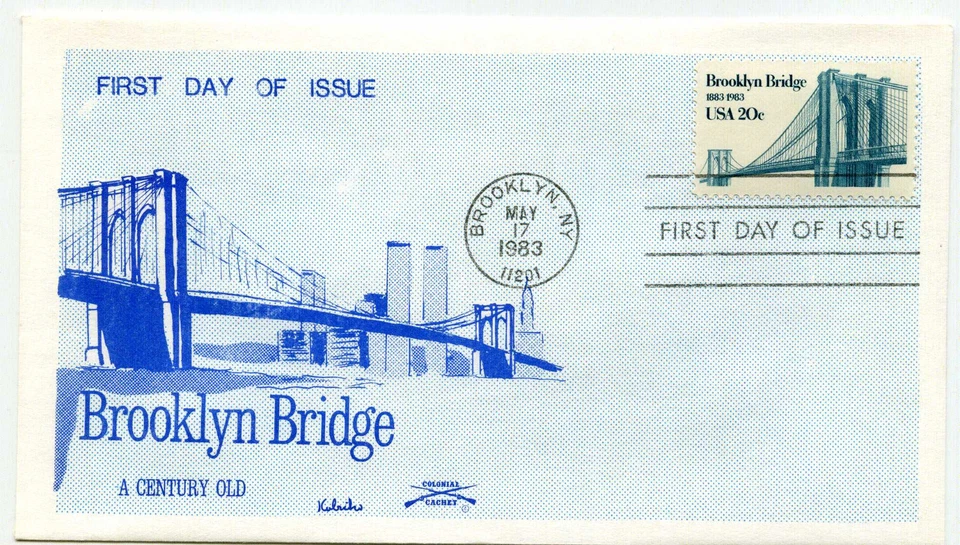 FIRST DAY OF ISSUE
Brooklyn Bridge
1883 1983
USA 20c
BROOKLYN, NY
MAY
17
1983
11201
FIRST DAY OF ISSUE
Brooklyn Bridge
A CENTURY OLD
COLONIAL
CACHET
©